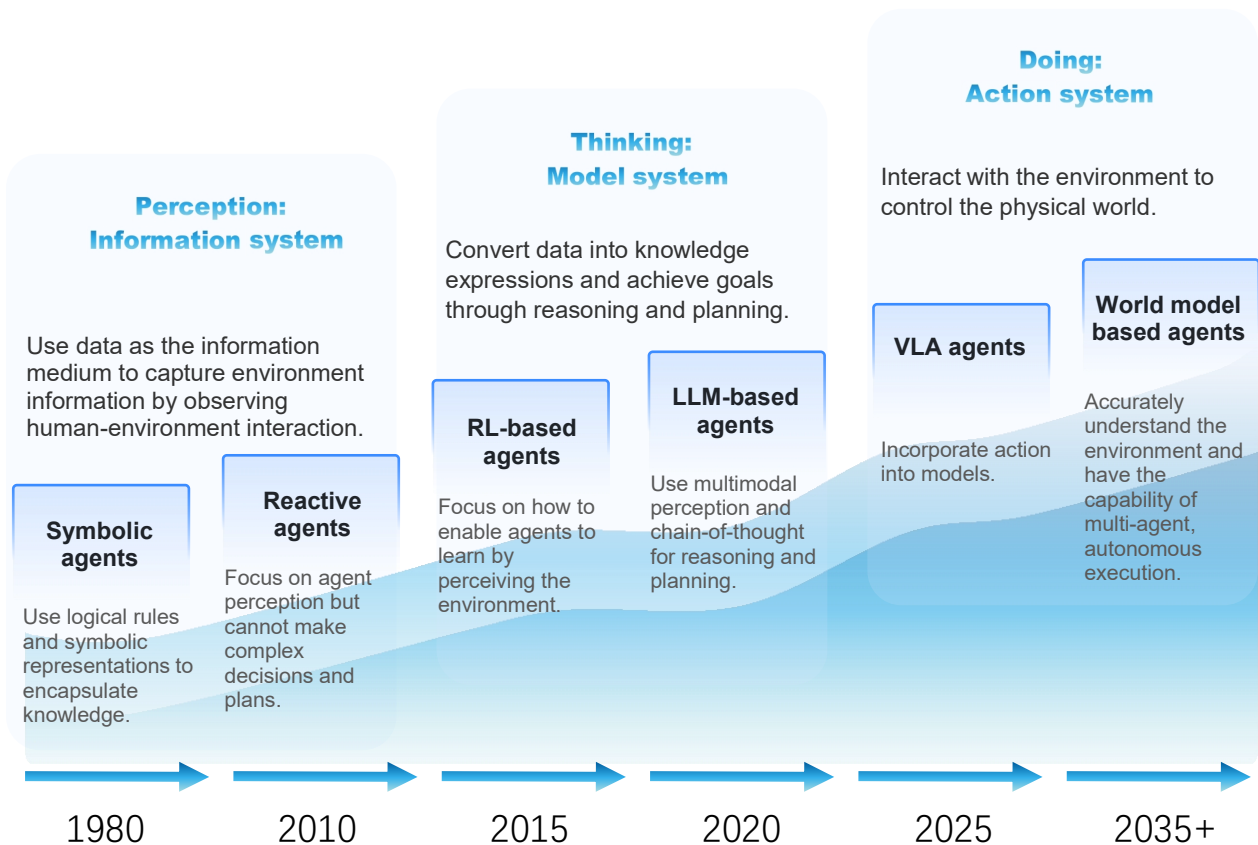 Perception:
Information system
Use data as the information
medium to capture environment
information by observing
human-environment interaction.
Symbolic
agents
Use logical rules
and symbolic
representations to
encapsulate
knowledge.
Reactive
agents
Focus on agent
perception but
cannot make
complex
decisions and
plans.
Thinking:
Model system
Convert data into knowledge
expressions and achieve goals
through reasoning and planning.
RL-based
agents
Focus on how to
enable agents to
learn by
perceiving the
environment.
LLM-based
agents
Use multimodal
perception and
chain-of-thought
for reasoning and
planning.
Doing:
Action system
Interact with the environment to
control the physical world.
VLA agents
Incorporate action
into models.
World model
based agents
Accurately
understand the
environment and
have the
capability of
multi-agent,
autonomous
execution.
1980
2010
2015
2020
2025
2035+